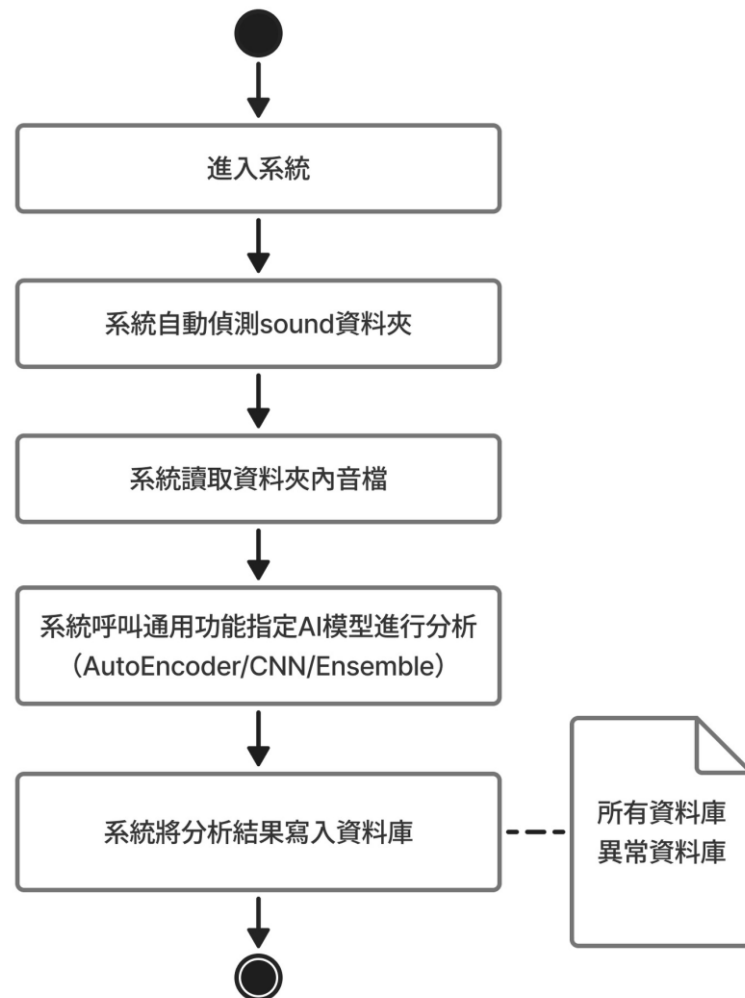 進入系統
系統自動偵測sound資料夾
系統讀取資料夾內音檔
系統呼叫通用功能指定AI模型進行分析
（AutoEncoder/CNN/Ensemble）
系統將分析結果寫入資料庫
所有資料庫
異常資料庫